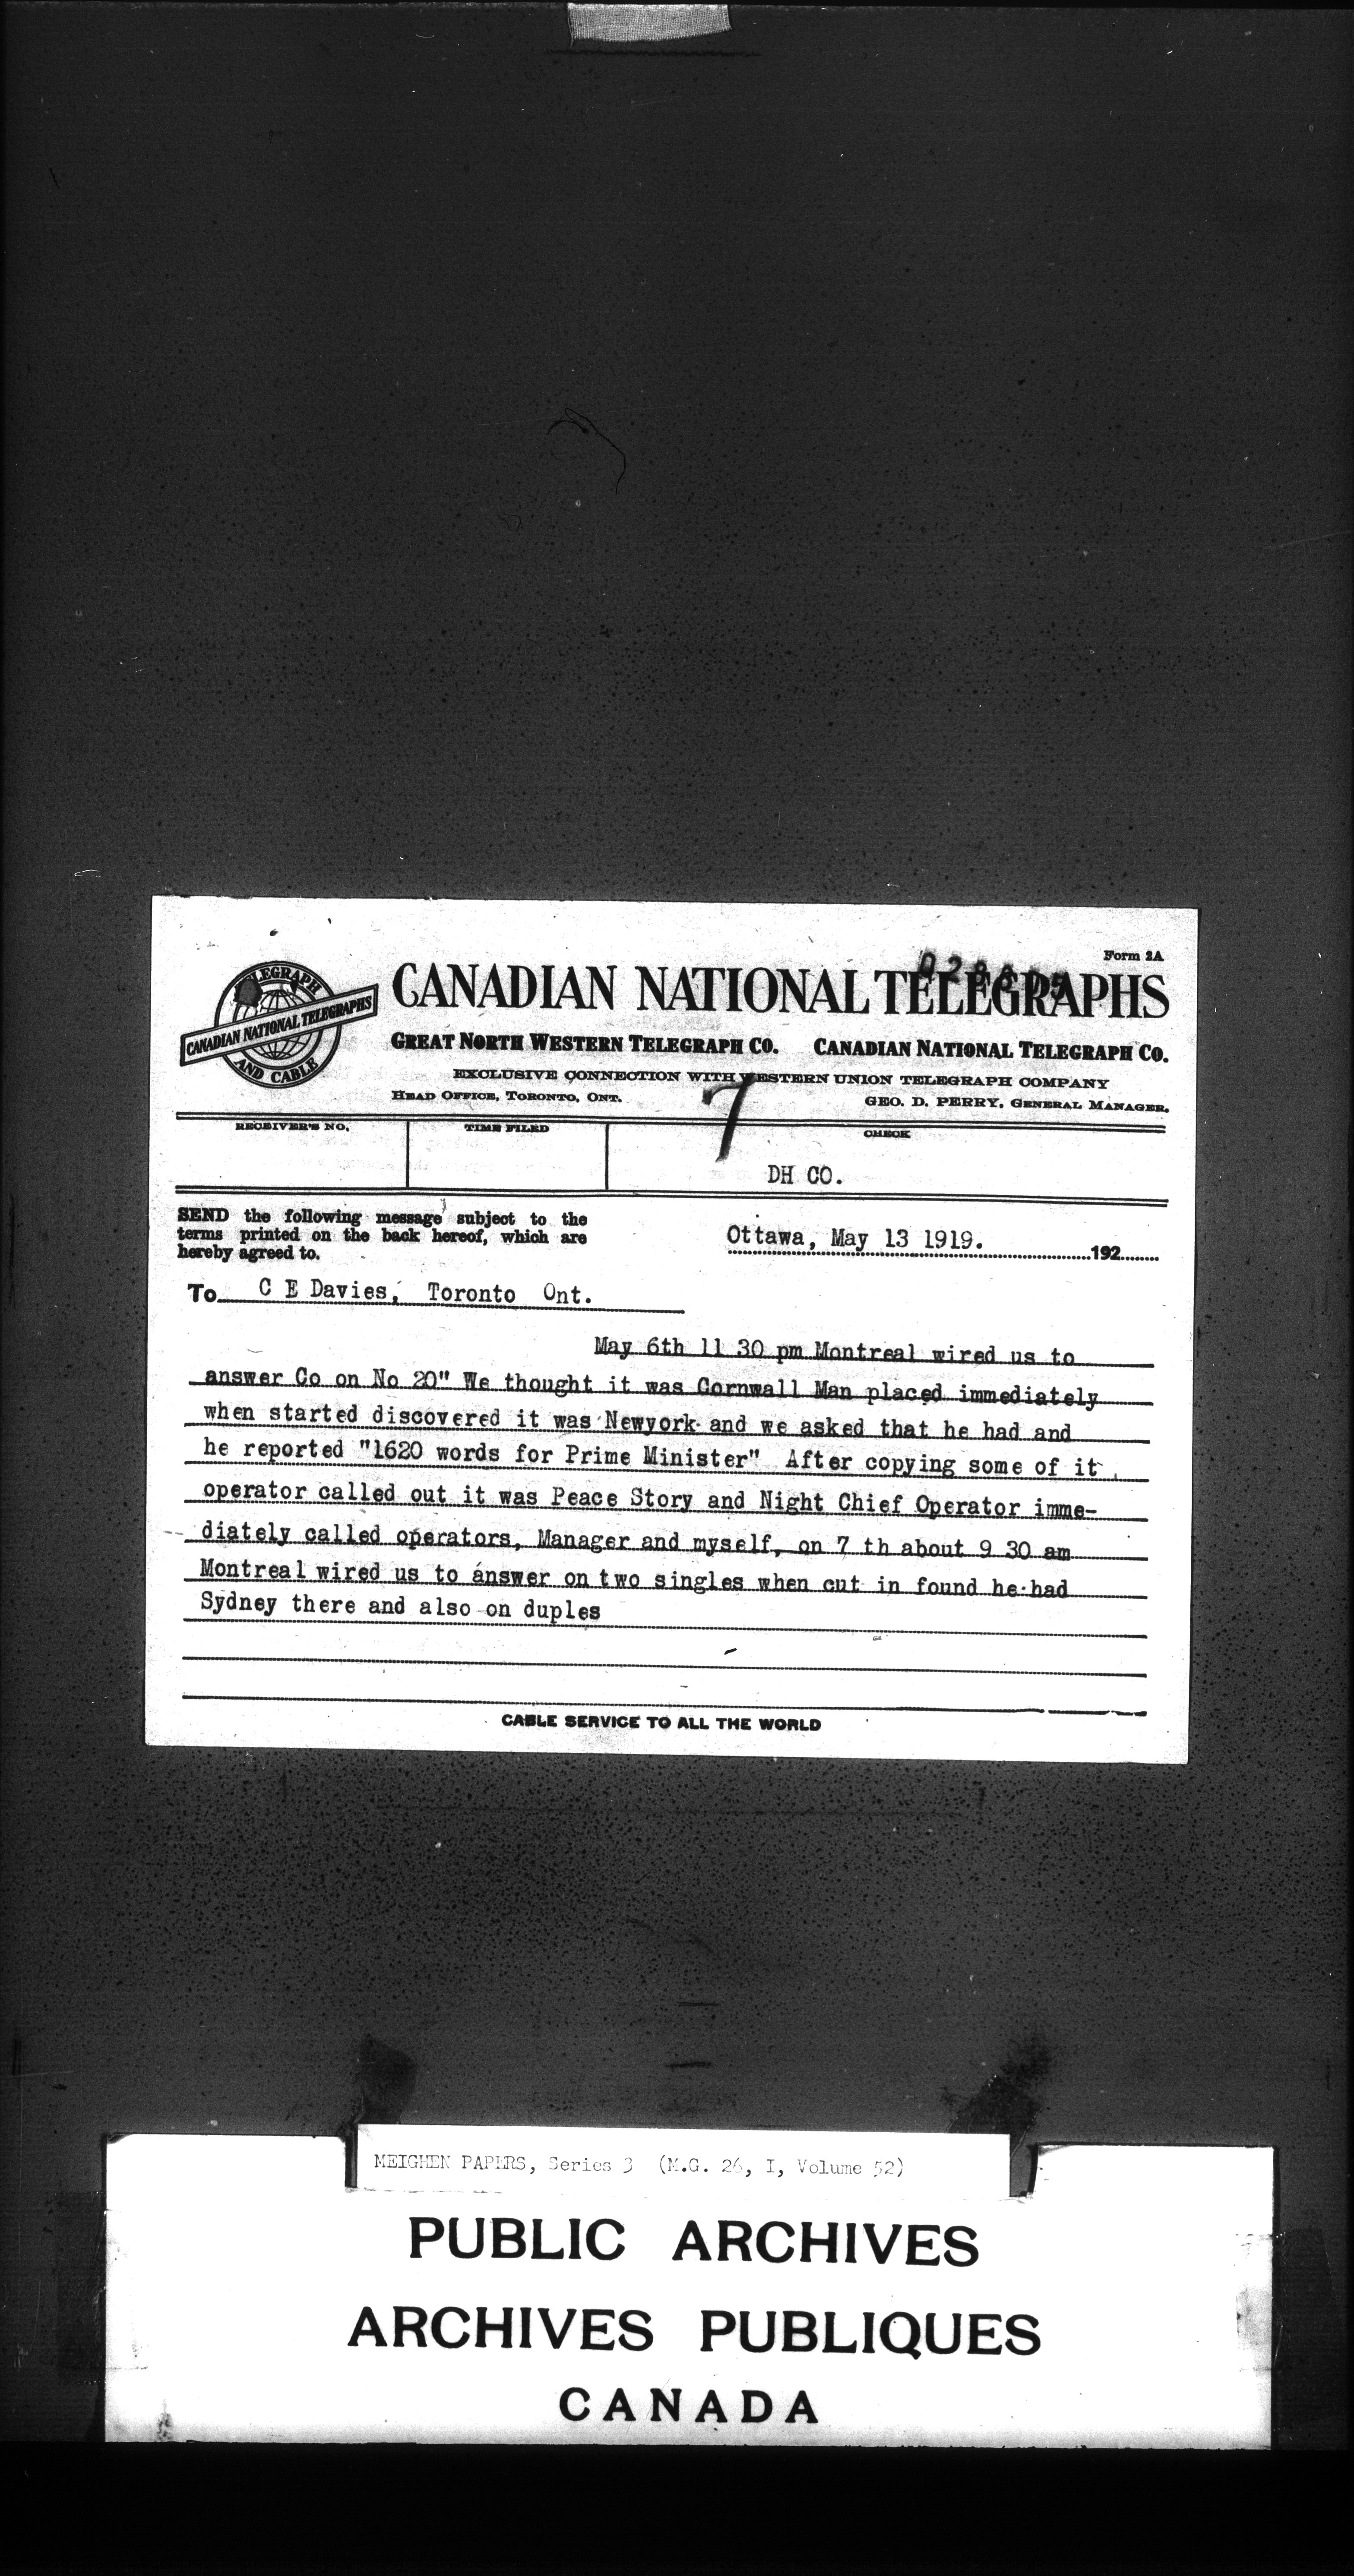 Form 2A
TELEGRAPH
CANADIAN NATIONAL TELEGRAPHS
AND CABLE
CANADIAN NATIONAL TELEGRAPHS
GREAT NORTH WESTERN TELEGRAPH CO. CANADIAN NATIONAL TELEGRAPH CO.
EXCLUSIVE CONNECTION WITH WESTERN UNION TELEGRAPH COMPANY
HEAD OFFICE, TORONTO, ONT. GEO. D. PERRY, GENERAL MANAGER.
7
RECEIVER'S NO. TIME FILED CHECK
DH CO.
SEND the following message subject to the
terms printed on the back hereof, which are
hereby agreed to.
Ottawa, May 13 1919. 192
To C E Davies, Toronto Ont.
May 6th 11 30 pm Montreal wired us to
answer Co on No 20" We thought it was Cornwall Man placed immediately
when started discovered it was Newyork and we asked that he had and
he reported "1620 words for Prime Minister" After copying some of it
operator called out it was Peace Story and Night Chief Operator imme-
diately called operators, Manager and myself, on 7 th about 9 30 am
Montreal wired us to answer on two singles when cut in found he had
Sydney there and also on duples
CABLE SERVICE TO ALL THE WORLD
MEIGHEN PAPERS, Series 3 (M.G. 26, I, Volume 52)
PUBLIC ARCHIVES
ARCHIVES PUBLIQUES
CANADA